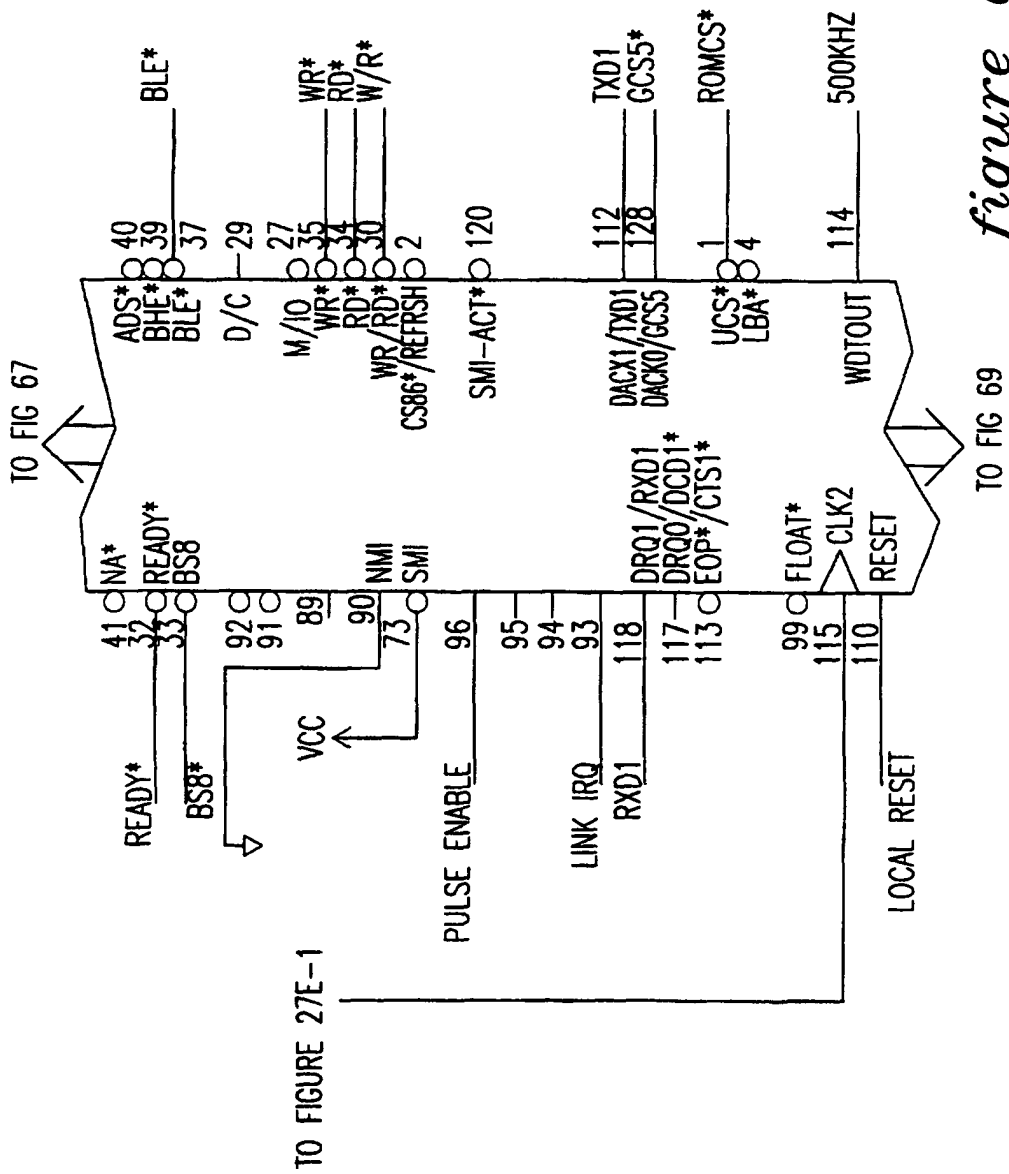 TO FIG 67
41 NA*
READY* 32 READY*
BS8* 33 BS8
92
91
89
90 NMI
VCC 73 SMI
PULSE ENABLE 96
95
94
LINK IRQ 93
RXD1 118 DRQ1/RXD1
117 DRQ0/DCD1*
113 EOP*/CTS1*
99 FLOAT*
TO FIGURE 27E-1 115 CLK2
LOCAL RESET 110 RESET
ADS* 40
BHE* 39
BLE* 37 BLE*
D/C 29
M/IO 27
WR* 35 WR*
RD* 34 RD*
WR/RD* 30 W/R*
CS86*/REFRSH 2
SMI-ACT* 120
DACX1/TXD1 112 TXD1
DACK0/GCS5 128 GCS5*
UCS* 1 ROMCS*
LBA* 4
WDTOUT 114 500KHZ
TO FIG 69
figure